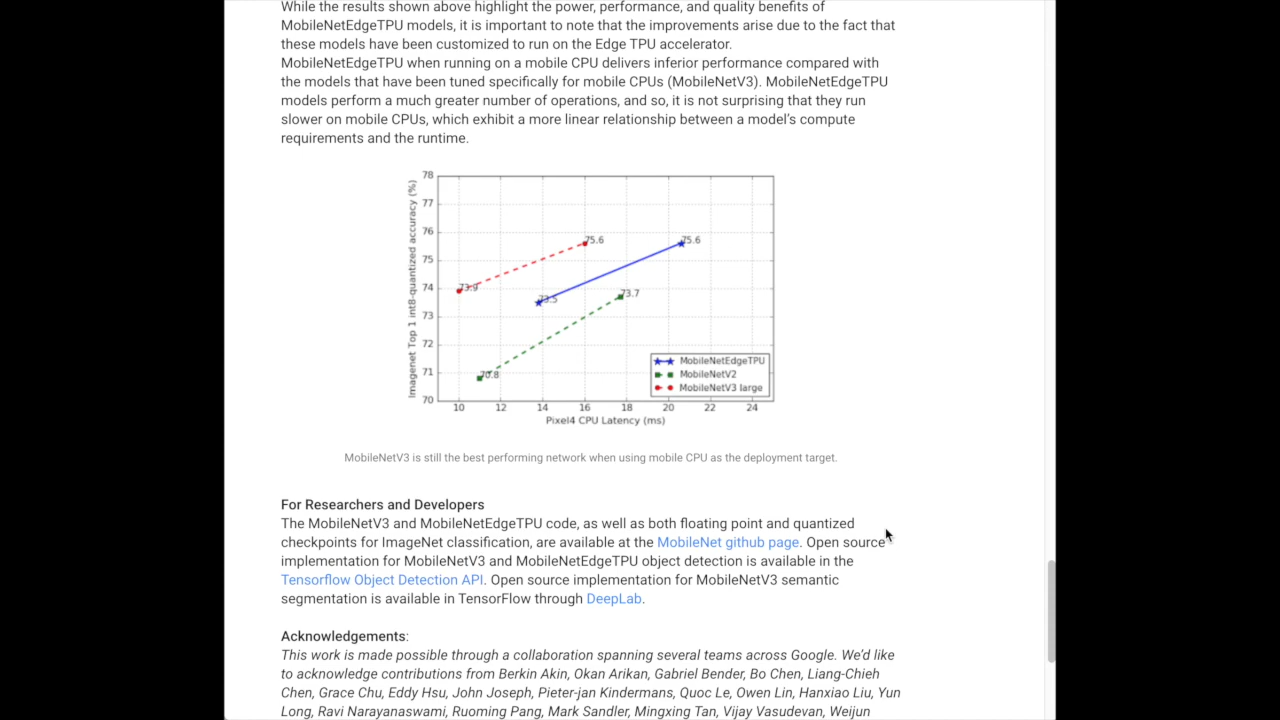 While the results shown above highlight the power, performance, and quality benefits of
MobileNetEdgeTPU models, it is important to note that the improvements arise due to the fact that
these models have been customized to run on the Edge TPU accelerator.
MobileNetEdgeTPU when running on a mobile CPU delivers inferior performance compared with
the models that have been tuned specifically for mobile CPUs (MobileNetV3). MobileNetEdgeTPU
models perform a much greater number of operations, and so, it is not surprising that they run
slower on mobile CPUs, which exhibit a more linear relationship between a model’s compute
requirements and the runtime.
Imagenet Top 1 int8-quantized accuracy (%)
78
77
76
75
74
73
72
71
70
75.6
75.6
73.9
73.5
73.7
70.8
MobileNetEdgeTPU
MobileNetV2
MobileNetV3 large
10 12 14 16 18 20 22 24
Pixel4 CPU Latency (ms)
MobileNetV3 is still the best performing network when using mobile CPU as the deployment target.
For Researchers and Developers
The MobileNetV3 and MobileNetEdgeTPU code, as well as both floating point and quantized
checkpoints for ImageNet classification, are available at the MobileNet github page. Open source
implementation for MobileNetV3 and MobileNetEdgeTPU object detection is available in the
Tensorflow Object Detection API. Open source implementation for MobileNetV3 semantic
segmentation is available in TensorFlow through DeepLab.
Acknowledgements:
This work is made possible through a collaboration spanning several teams across Google. We’d like
to acknowledge contributions from Berkin Akin, Okan Arikan, Gabriel Bender, Bo Chen, Liang-Chieh
Chen, Grace Chu, Eddy Hsu, John Joseph, Pieter-jan Kindermans, Quoc Le, Owen Lin, Hanxiao Liu, Yun
Long, Ravi Narayanaswami, Ruoming Pang, Mark Sandler, Mingxing Tan, Vijay Vasudevan, Weijun